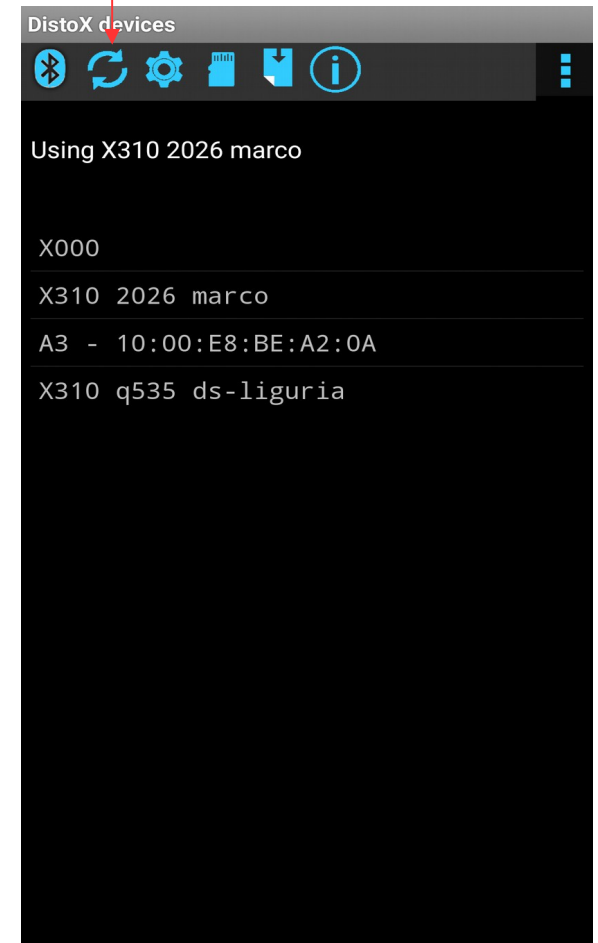 DistoX devices
Using X310 2026 marco
X000
X310 2026 marco
A3 - 10:00:E8:BE:A2:0A
X310 q535 ds-liguria